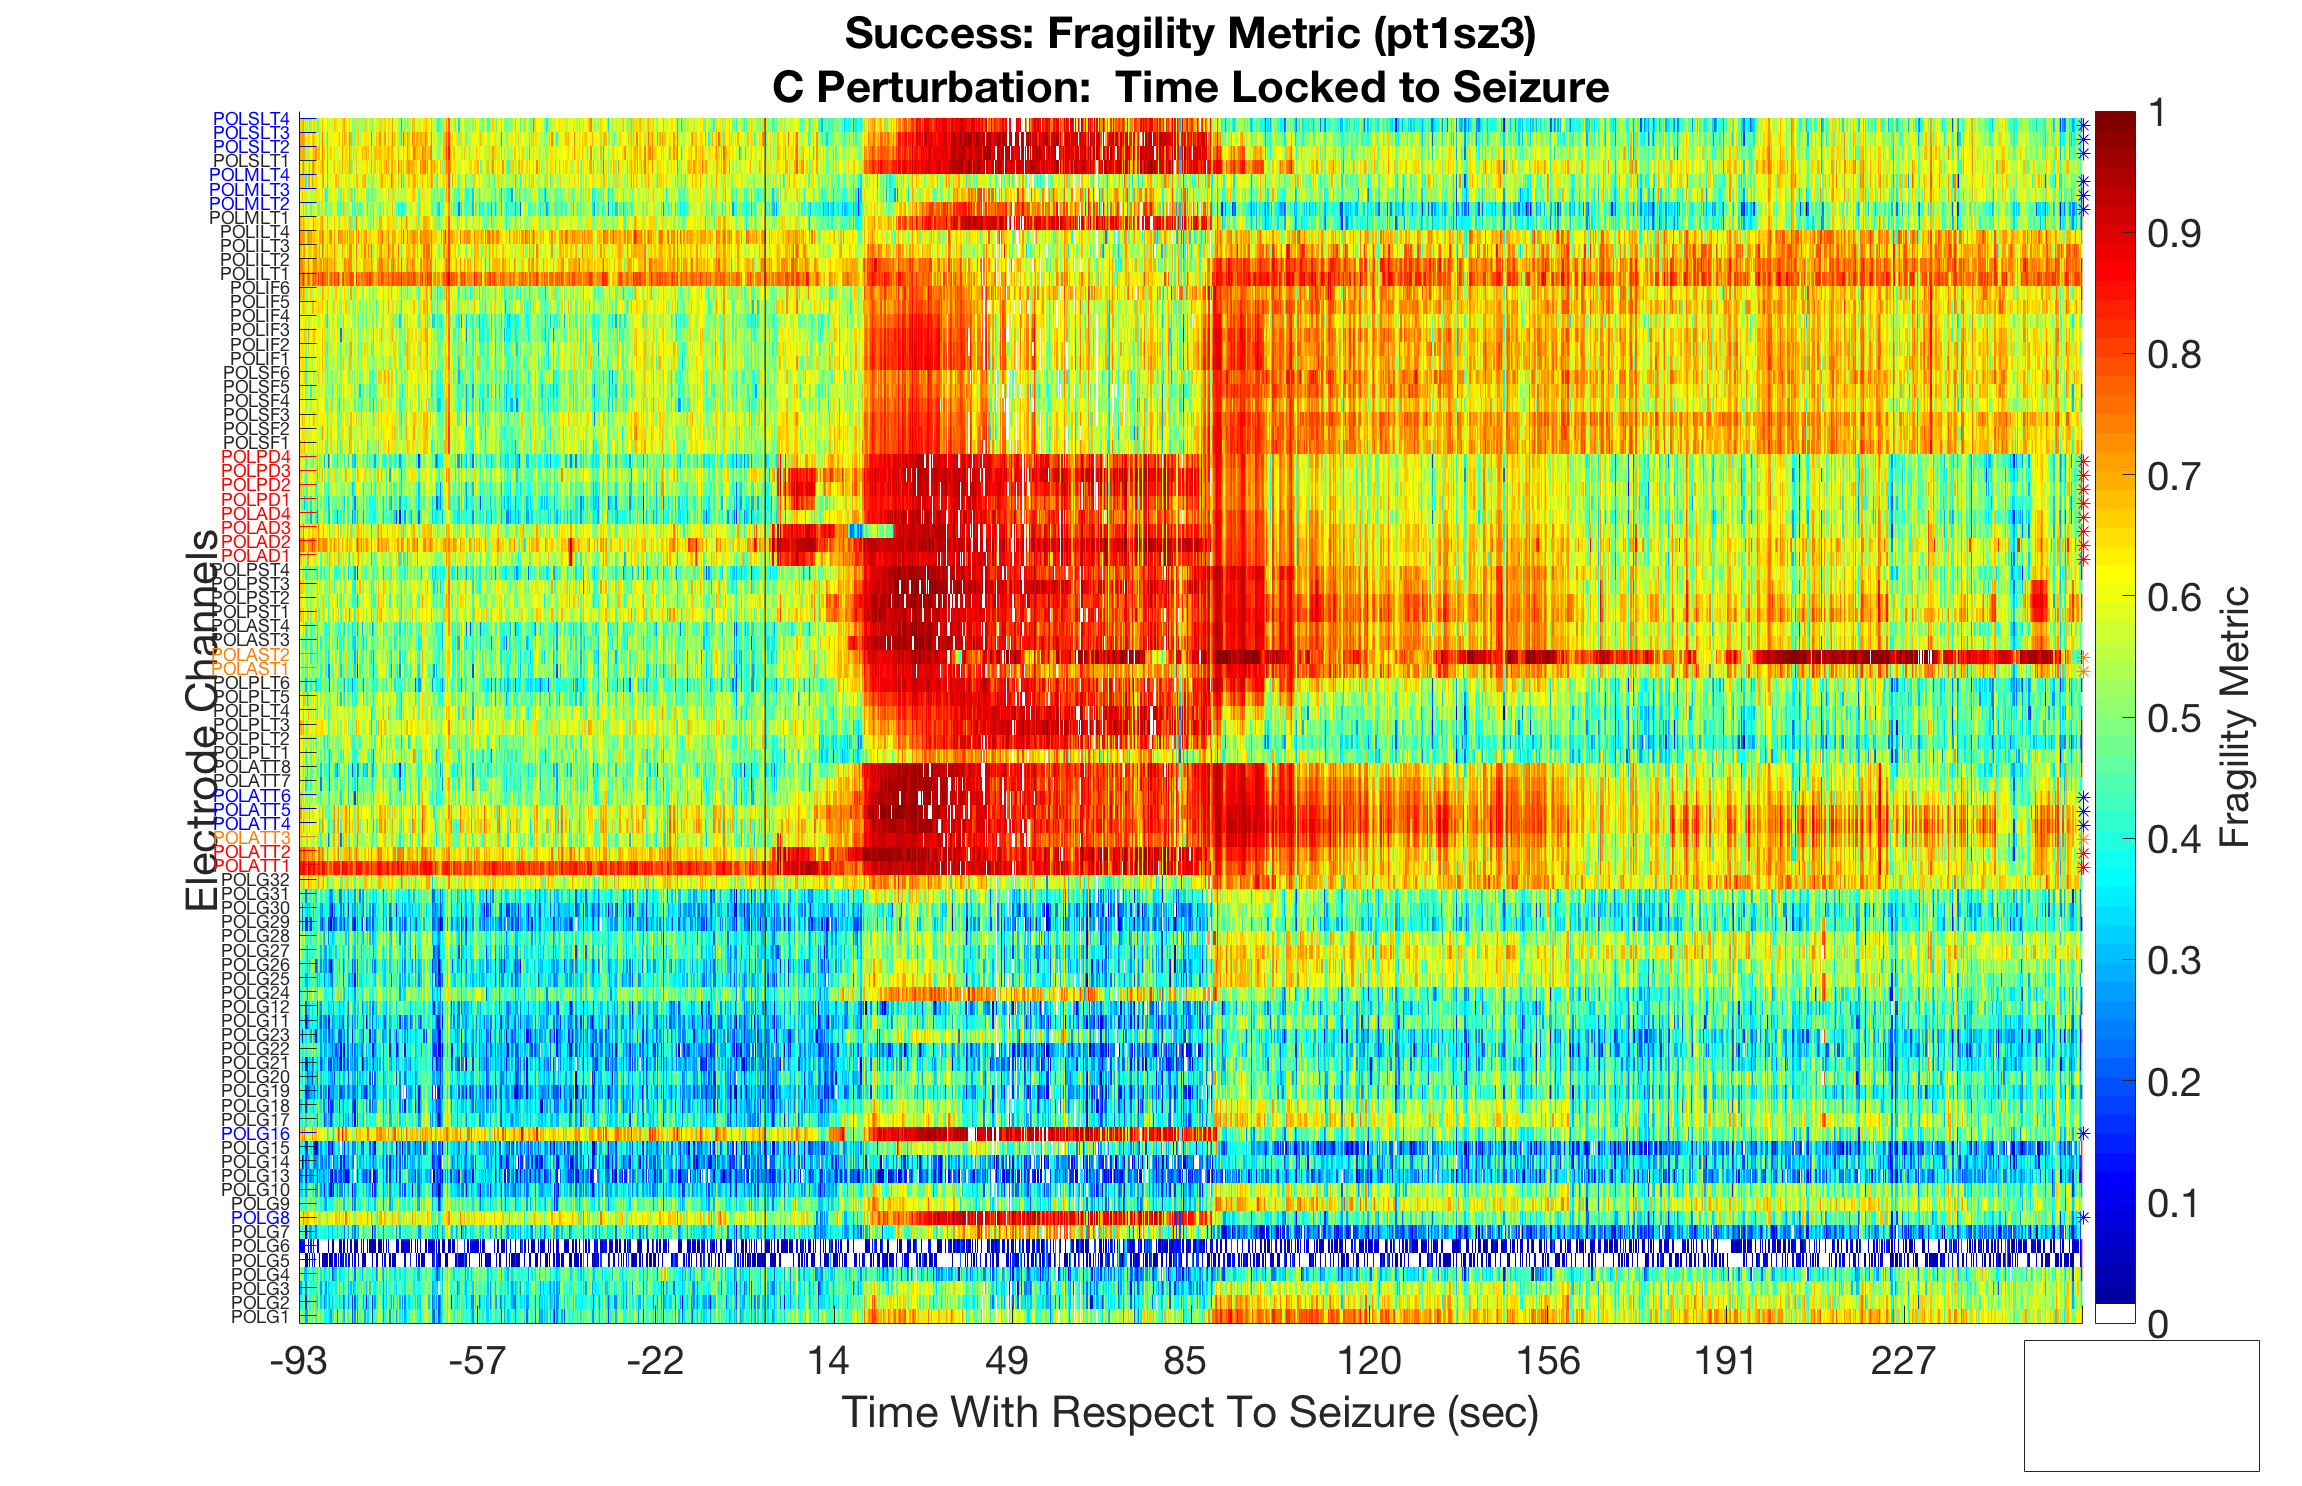 Success: Fragility Metric (pt1sz3)
C Perturbation: Time Locked to Seizure
Electrode Channels
POLSLT4
POLSLT3
POLSLT2
POLSLT1
POLMLT4
POLMLT3
POLMLT2
POLMLT1
POLILT4
POLILT3
POLILT2
POLILT1
POLIF6
POLIF5
POLIF4
POLIF3
POLIF2
POLIF1
POLSF6
POLSF5
POLSF4
POLSF3
POLSF2
POLSF1
POLPD4
POLPD3
POLPD2
POLPD1
POLAD4
POLAD3
POLAD2
POLAD1
POLPST4
POLPST3
POLPST2
POLPST1
POLAST4
POLAST3
POLAST2
POLAST1
POLPLT6
POLPLT5
POLPLT4
POLPLT3
POLPLT2
POLPLT1
POLATT8
POLATT7
POLATT6
POLATT5
POLATT4
POLATT3
POLATT2
POLATT1
POLG32
POLG31
POLG30
POLG29
POLG28
POLG27
POLG26
POLG25
POLG24
POLG12
POLG11
POLG23
POLG22
POLG21
POLG20
POLG19
POLG18
POLG17
POLG16
POLG15
POLG14
POLG13
POLG10
POLG9
POLG8
POLG7
POLG6
POLG5
POLG4
POLG3
POLG2
POLG1
-93 -57 -22 14 49 85 120 156 191 227
Time With Respect To Seizure (sec)
1
0.9
0.8
0.7
0.6
0.5
0.4
0.3
0.2
0.1
0
Fragility Metric